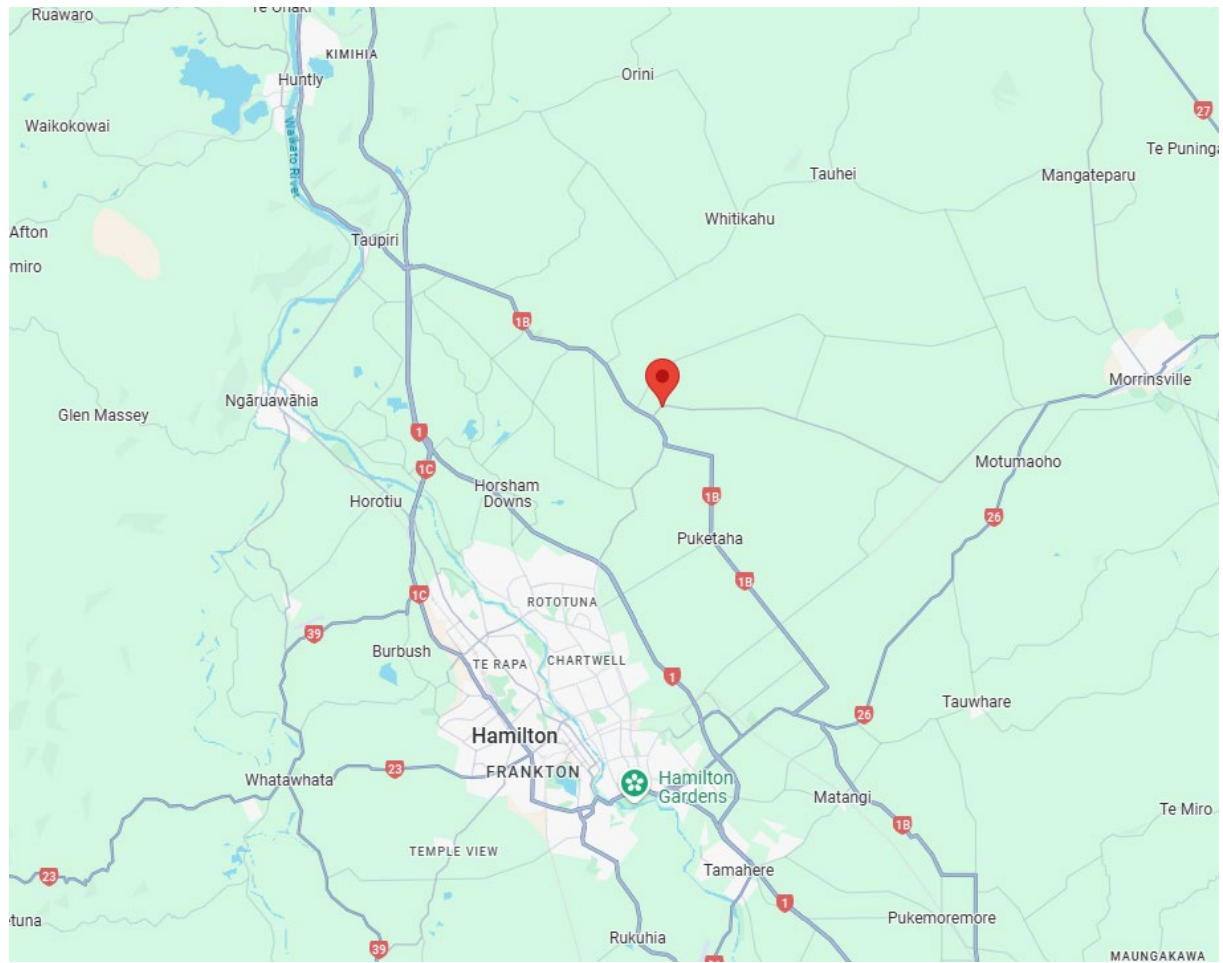 Ruawaro
KIMIHIA
Huntly
Orini
27
Waikokowai
Waikato River
Te Puninga
Tauhei
Mangateparu
Afton
Whitikahu
Taupiri
miro
1B
Morrinsville
Ngāruawāhia
Glen Massey
1
1C
Motumaoho
Horsham
Downs
Horotiu
1B
26
Puketaha
1B
1C
ROTOTUNA
39
Burbush
TE RAPA
CHARTWELL
1
Tauwhare
26
Hamilton
FRANKTON
23
Whatawhata
Hamilton
Gardens
Matangi
Te Miro
1B
TEMPLE VIEW
Tamahere
23
1
etuna
Pukemoremore
Rukuhia
39
MAUNGAKAWA